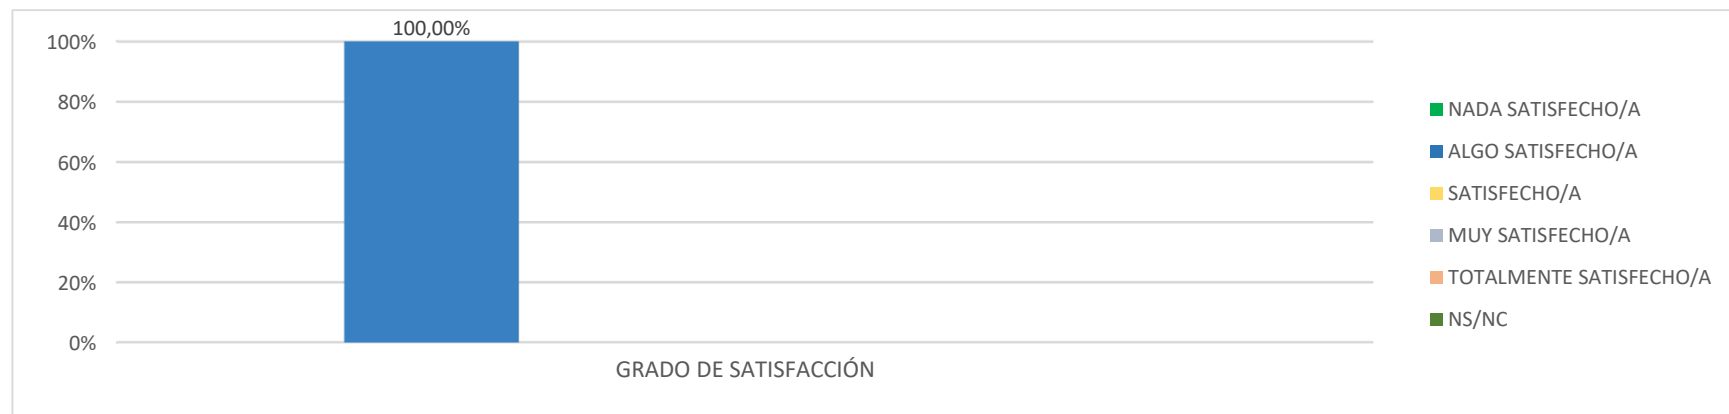 100,00%
100%
80%
60%
40%
20%
0%
GRADO DE SATISFACCIÓN
NADA SATISFECHO/A
ALGO SATISFECHO/A
SATISFECHO/A
MUY SATISFECHO/A
TOTALMENTE SATISFECHO/A
NS/NC